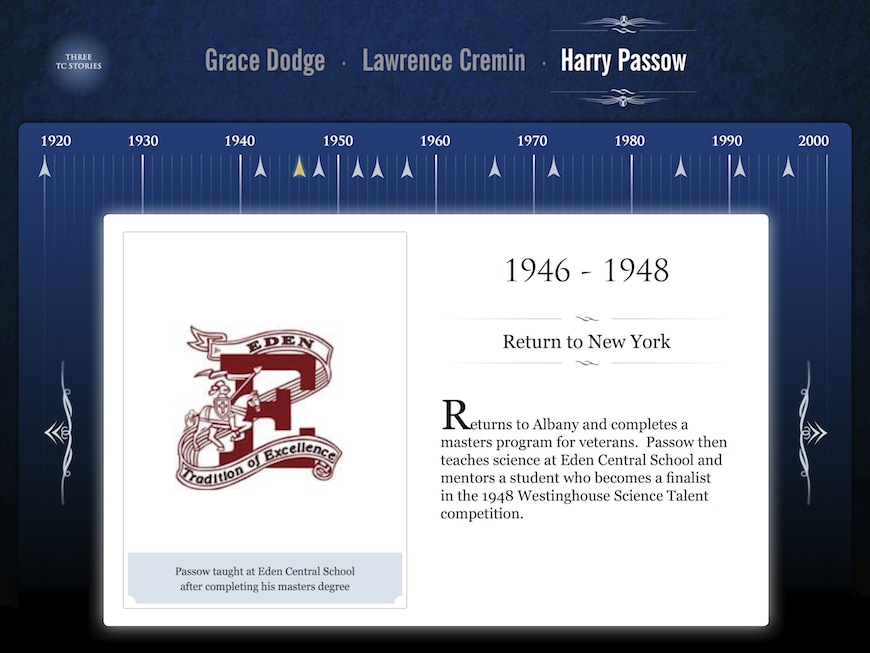 THREE
TC STORIES
Grace Dodge · Lawrence Cremin · Harry Passow
1920 1930 1940 1950 1960 1970 1980 1990 2000
EDEN
E
Tradition of Excellence
Passow taught at Eden Central School
after completing his masters degree
1946 - 1948
Return to New York
Returns to Albany and completes a
masters program for veterans. Passow then
teaches science at Eden Central School and
mentors a student who becomes a finalist
in the 1948 Westinghouse Science Talent
competition.